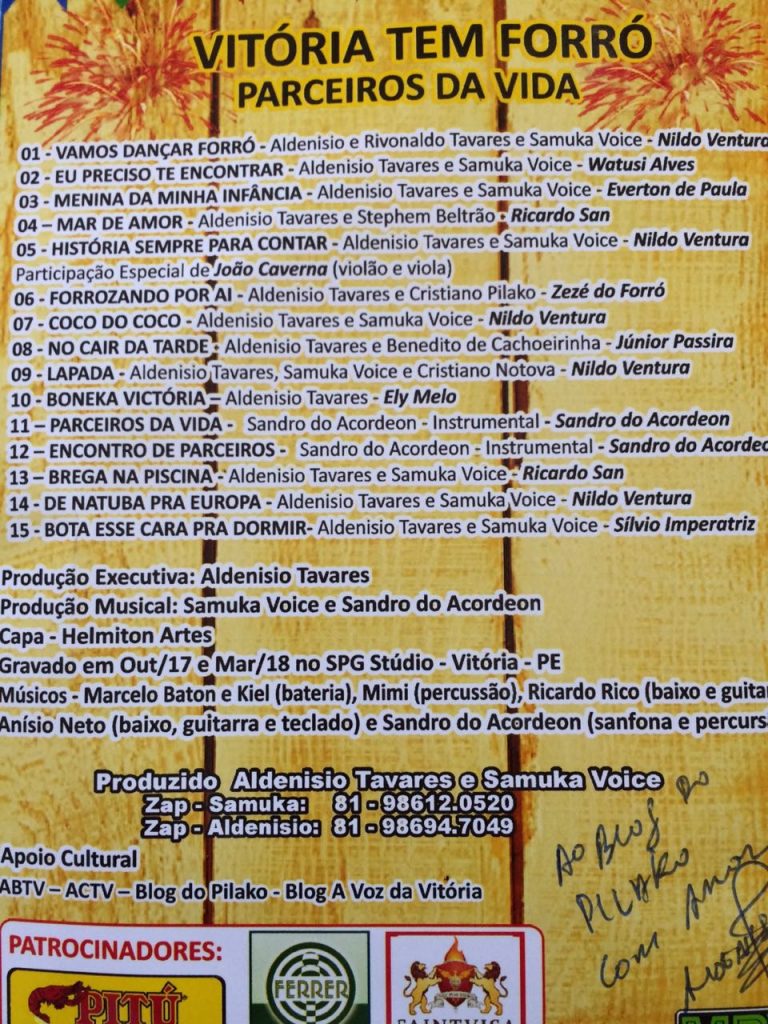 VITÓRIA TEM FORRÓ
PARCEIROS DA VIDA
01 - VAMOS DANÇAR FORRÓ - Aldenisio e Rivonaldo Tavares e Samuka Voice - Nildo Ventura
02 - EU PRECISO TE ENCONTRAR - Aldenisio Tavares e Samuka Voice - Watusi Alves
03 - MENINA DA MINHA INFÂNCIA - Aldenisio Tavares e Samuka Voice - Everton de Paula
04 – MAR DE AMOR - Aldenisio Tavares e Stephem Beltrão - Ricardo San
05 - HISTÓRIA SEMPRE PARA CONTAR - Aldenisio Tavares e Samuka Voice - Nildo Ventura
Participação Especial de João Caverna (violão e viola)
06 - FORROZANDO POR AI - Aldenisio Tavares e Cristiano Pilako - Zezé do Forró
07 - COCO DO COCO - Aldenisio Tavares e Samuka Voice - Nildo Ventura
08 - NO CAIR DA TARDE - Aldenisio Tavares e Benedito de Cachoeirinha - Júnior Passira
09 - LAPADA - Aldenisio Tavares, Samuka Voice e Cristiano Notova - Nildo Ventura
10 - BONEKA VICTÓRIA – Aldenisio Tavares - Ely Melo
11 – PARCEIROS DA VIDA - Sandro do Acordeon - Instrumental - Sandro do Acordeon
12 – ENCONTRO DE PARCEIROS - Sandro do Acordeon - Instrumental - Sandro do Acordeo
13 – BREGA NA PISCINA - Aldenisio Tavares e Samuka Voice - Ricardo San
14 - DE NATUBA PRA EUROPA - Aldenisio Tavares e Samuka Voice - Nildo Ventura
15 - BOTA ESSE CARA PRA DORMIR- Aldenisio Tavares e Samuka Voice - Sílvio Imperatriz
Produção Executiva: Aldenisio Tavares
Produção Musical: Samuka Voice e Sandro do Acordeon
Capa - Helmiton Artes
Gravado em Out/17 e Mar/18 no SPG Stúdio - Vitória - PE
Músicos - Marcelo Baton e Kiel (bateria), Mimi (percussão), Ricardo Rico (baixo e guitar
Anísio Neto (baixo, guitarra e teclado) e Sandro do Acordeon (sanfona e percurs
Produzido Aldenisio Tavares e Samuka Voice
Zap - Samuka: 81 - 98612.0520
Zap - Aldenisio: 81 - 98694.7049
Apoio Cultural
ABTV – ACTV – Blog do Pilako - Blog A Voz da Vitória
AO BLOG DO
PILAKO
COM AMOR
PATROCINADORES:
PITÚ
FERRER